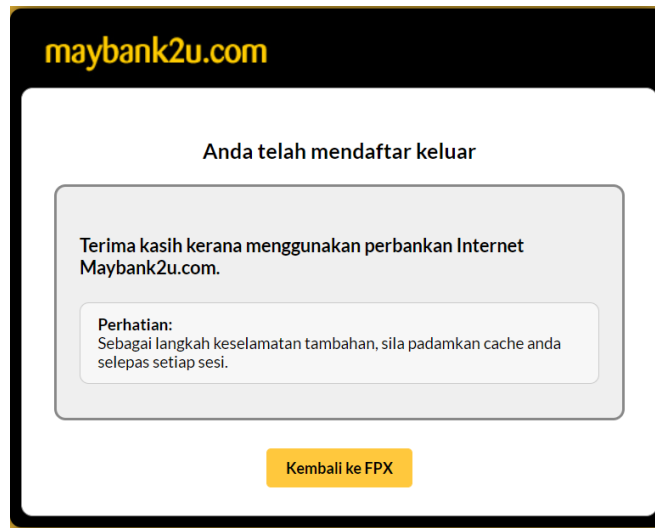 maybank2u.com
Anda telah mendaftar keluar
Terima kasih kerana menggunakan perbankan Internet
Maybank2u.com.
Perhatian:
Sebagai langkah keselamatan tambahan, sila padamkan cache anda
selepas setiap sesi.
Kembali ke FPX